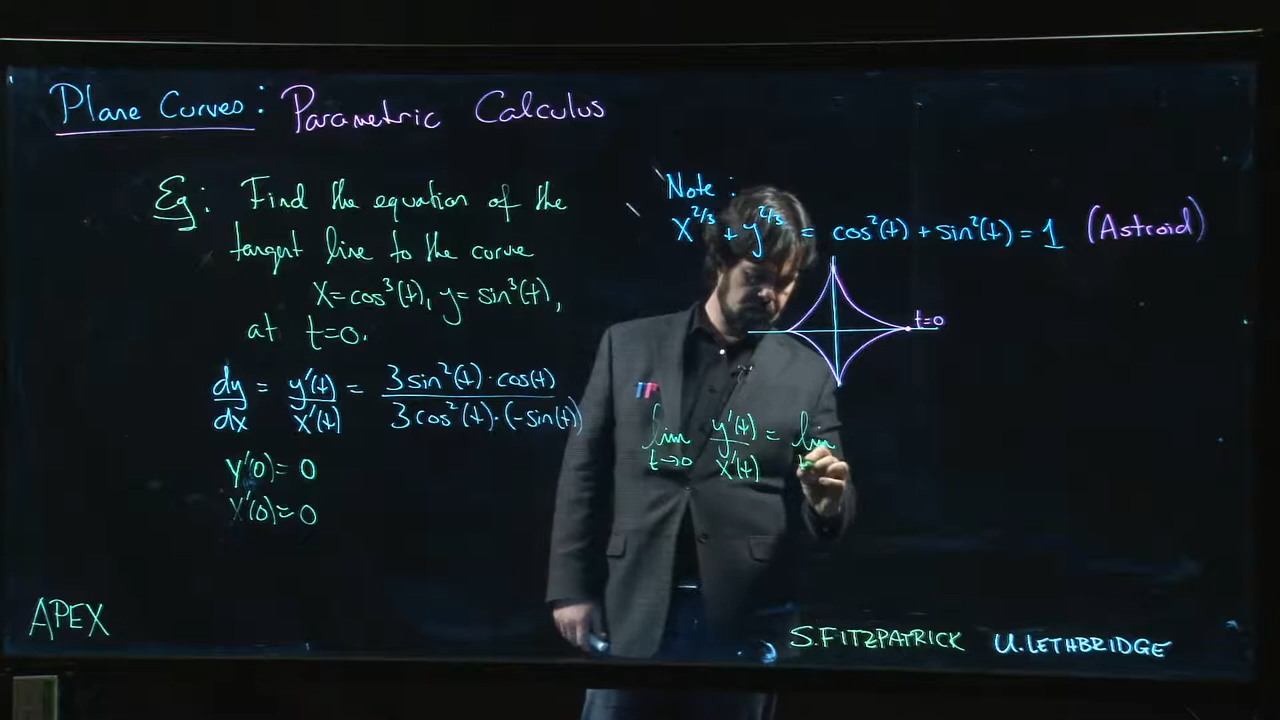 Plane Curves: Parametric Calculus
Eg: Find the equation of the
tangent line to the curve
x=cos³(t), y=sin³(t),
at t=0.
dy/dx = y'(t)/x'(t) = 3sin²(t)·cos(t)/3cos²(t)·(-sin(t))
y'(0)=0
x'(0)=0
Note:
x^2/3 + y^2/3 = cos²(t)+sin²(t)=1 (Astroid)
t=0
lim t→0 y'(t)/x'(t) = lim
APEX
S.FITZPATRICK U.LETHBRIDGE